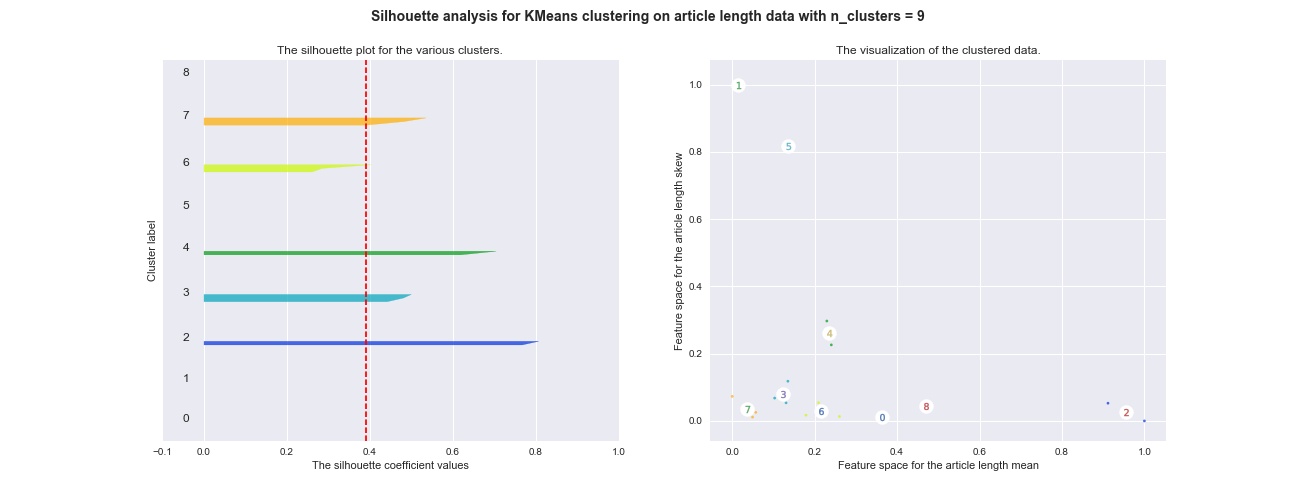 Silhouette analysis for KMeans clustering on article length data with n_clusters = 9
The silhouette plot for the various clusters.
8
7
6
5
4
3
2
1
0
Cluster label
−0.1 0.0 0.2 0.4 0.6 0.8 1.0
The silhouette coefficient values
The visualization of the clustered data.
1.0
0.8
0.6
0.4
0.2
0.0
Feature space for the article length skew
1
5
4
3
7
6
0
8
2
0.0 0.2 0.4 0.6 0.8 1.0
Feature space for the article length mean